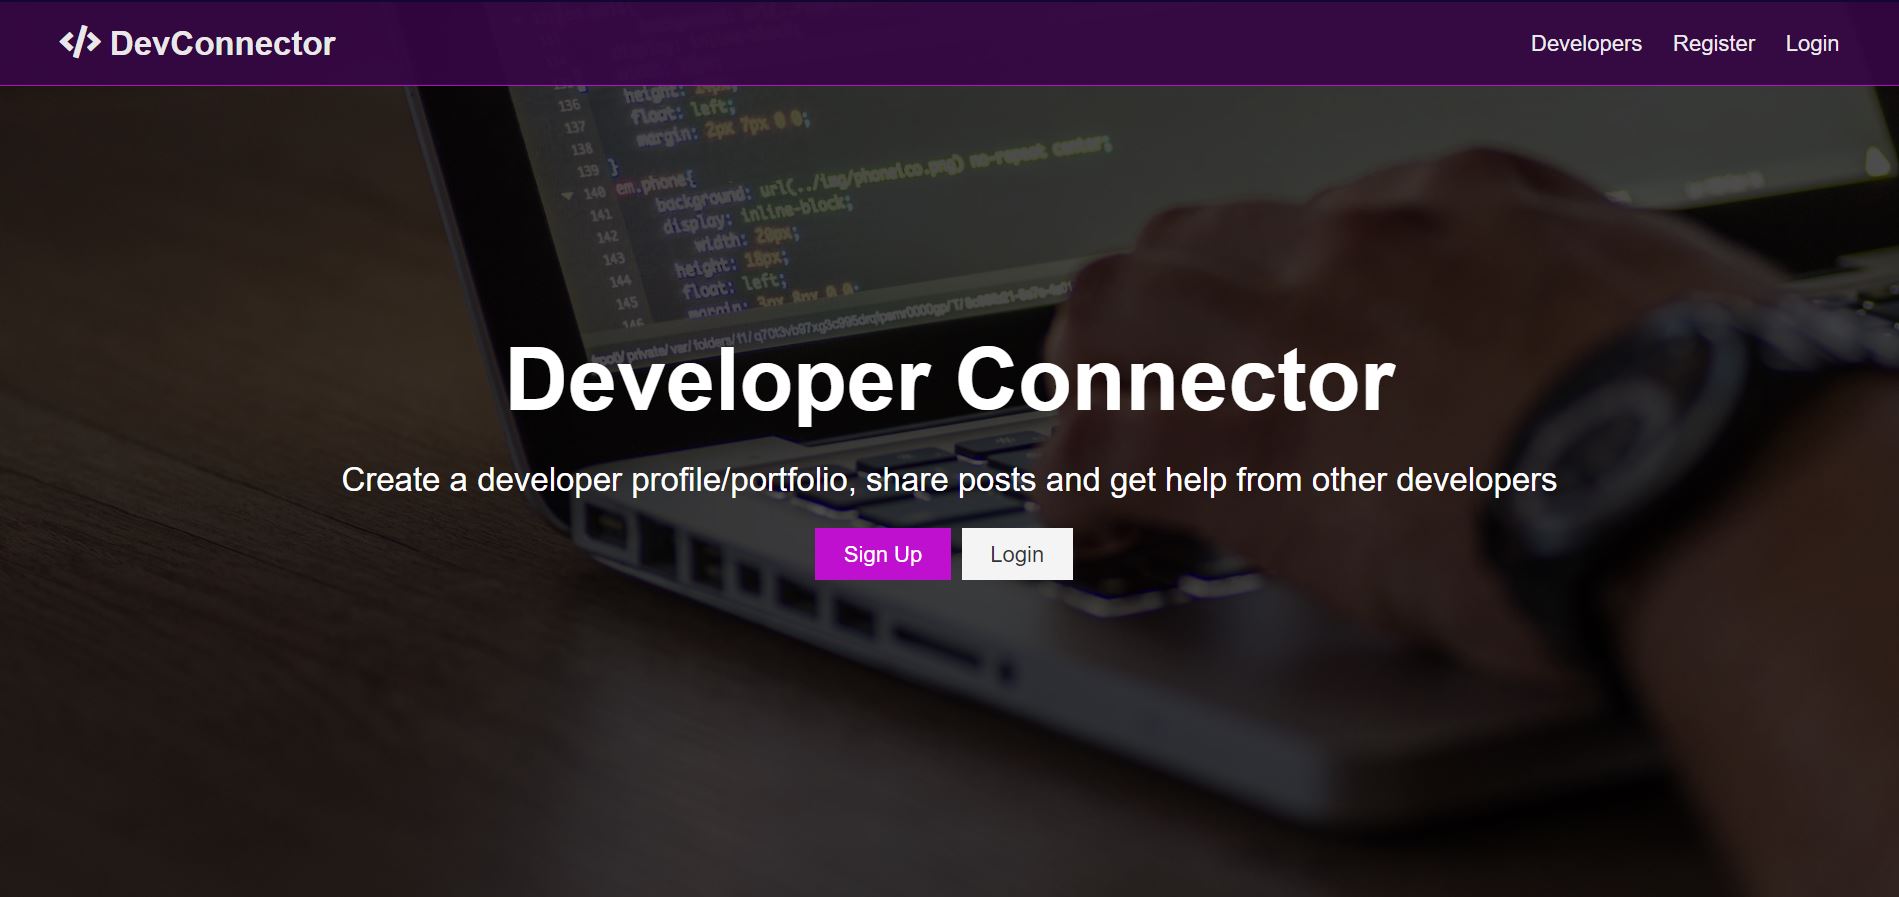 DevConnector
Developers Register Login
136 height:
137 float: left;
138 margin: 2px 7px 0 0;
139 }
140 em.phone{
141 background: url(../img/phoneico.png) no-repeat center;
142 display: inline-block;
143 width: 20px;
144 height: 18px;
145 float: left;
146 margin: 3px 8px 0 0;
Developer Connector
Create a developer profile/portfolio, share posts and get help from other developers
Sign Up Login